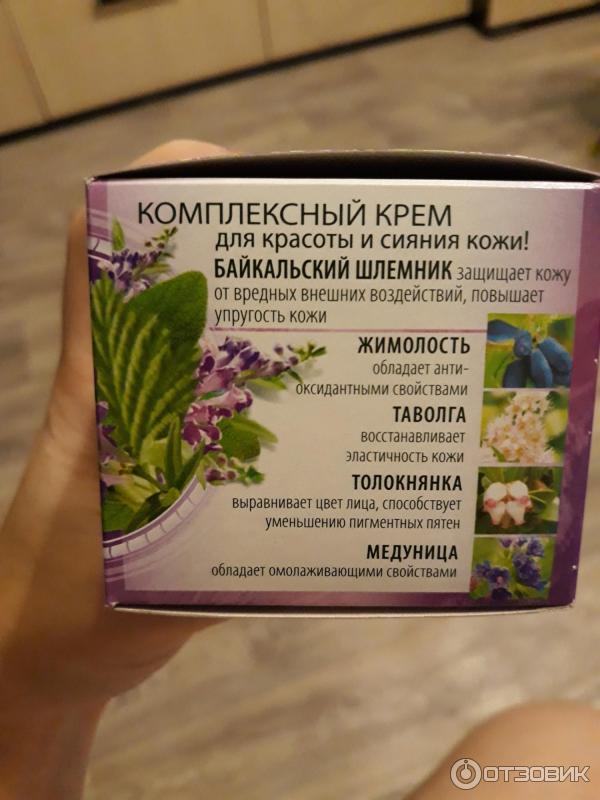 КОМПЛЕКСНЫЙ КРЕМ
для красоты и сияния кожи!
БАЙКАЛЬСКИЙ ШЛЕМНИК защищает кожу
от вредных внешних воздействий, повышает
упругость кожи
ЖИМОЛОСТЬ
обладает анти-
оксидантными свойствами
ТАВОЛГА
восстанавливает
эластичность кожи
ТОЛОКНЯНКА
выравнивает цвет лица, способствует
уменьшению пигментных пятен
МЕДУНИЦА
обладает омолаживающими свойствами
ОТЗОВИК